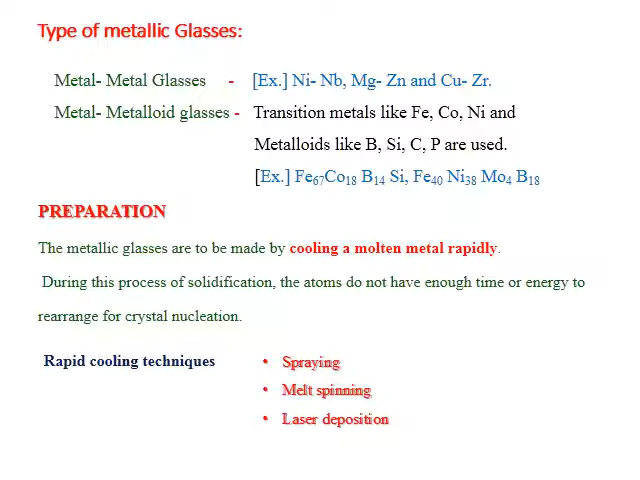 Type of metallic Glasses:
Metal- Metal Glasses - [Ex.] Ni- Nb, Mg- Zn and Cu- Zr.
Metal- Metalloid glasses - Transition metals like Fe, Co, Ni and
Metalloids like B, Si, C, P are used.
[Ex.] Fe₆₇Co₁₈ B₁₄ Si, Fe₄₀ Ni₃₈ Mo₄ B₁₈
PREPARATION
The metallic glasses are to be made by cooling a molten metal rapidly.
During this process of solidification, the atoms do not have enough time or energy to
rearrange for crystal nucleation.
Rapid cooling techniques • Spraying
• Melt spinning
• Laser deposition